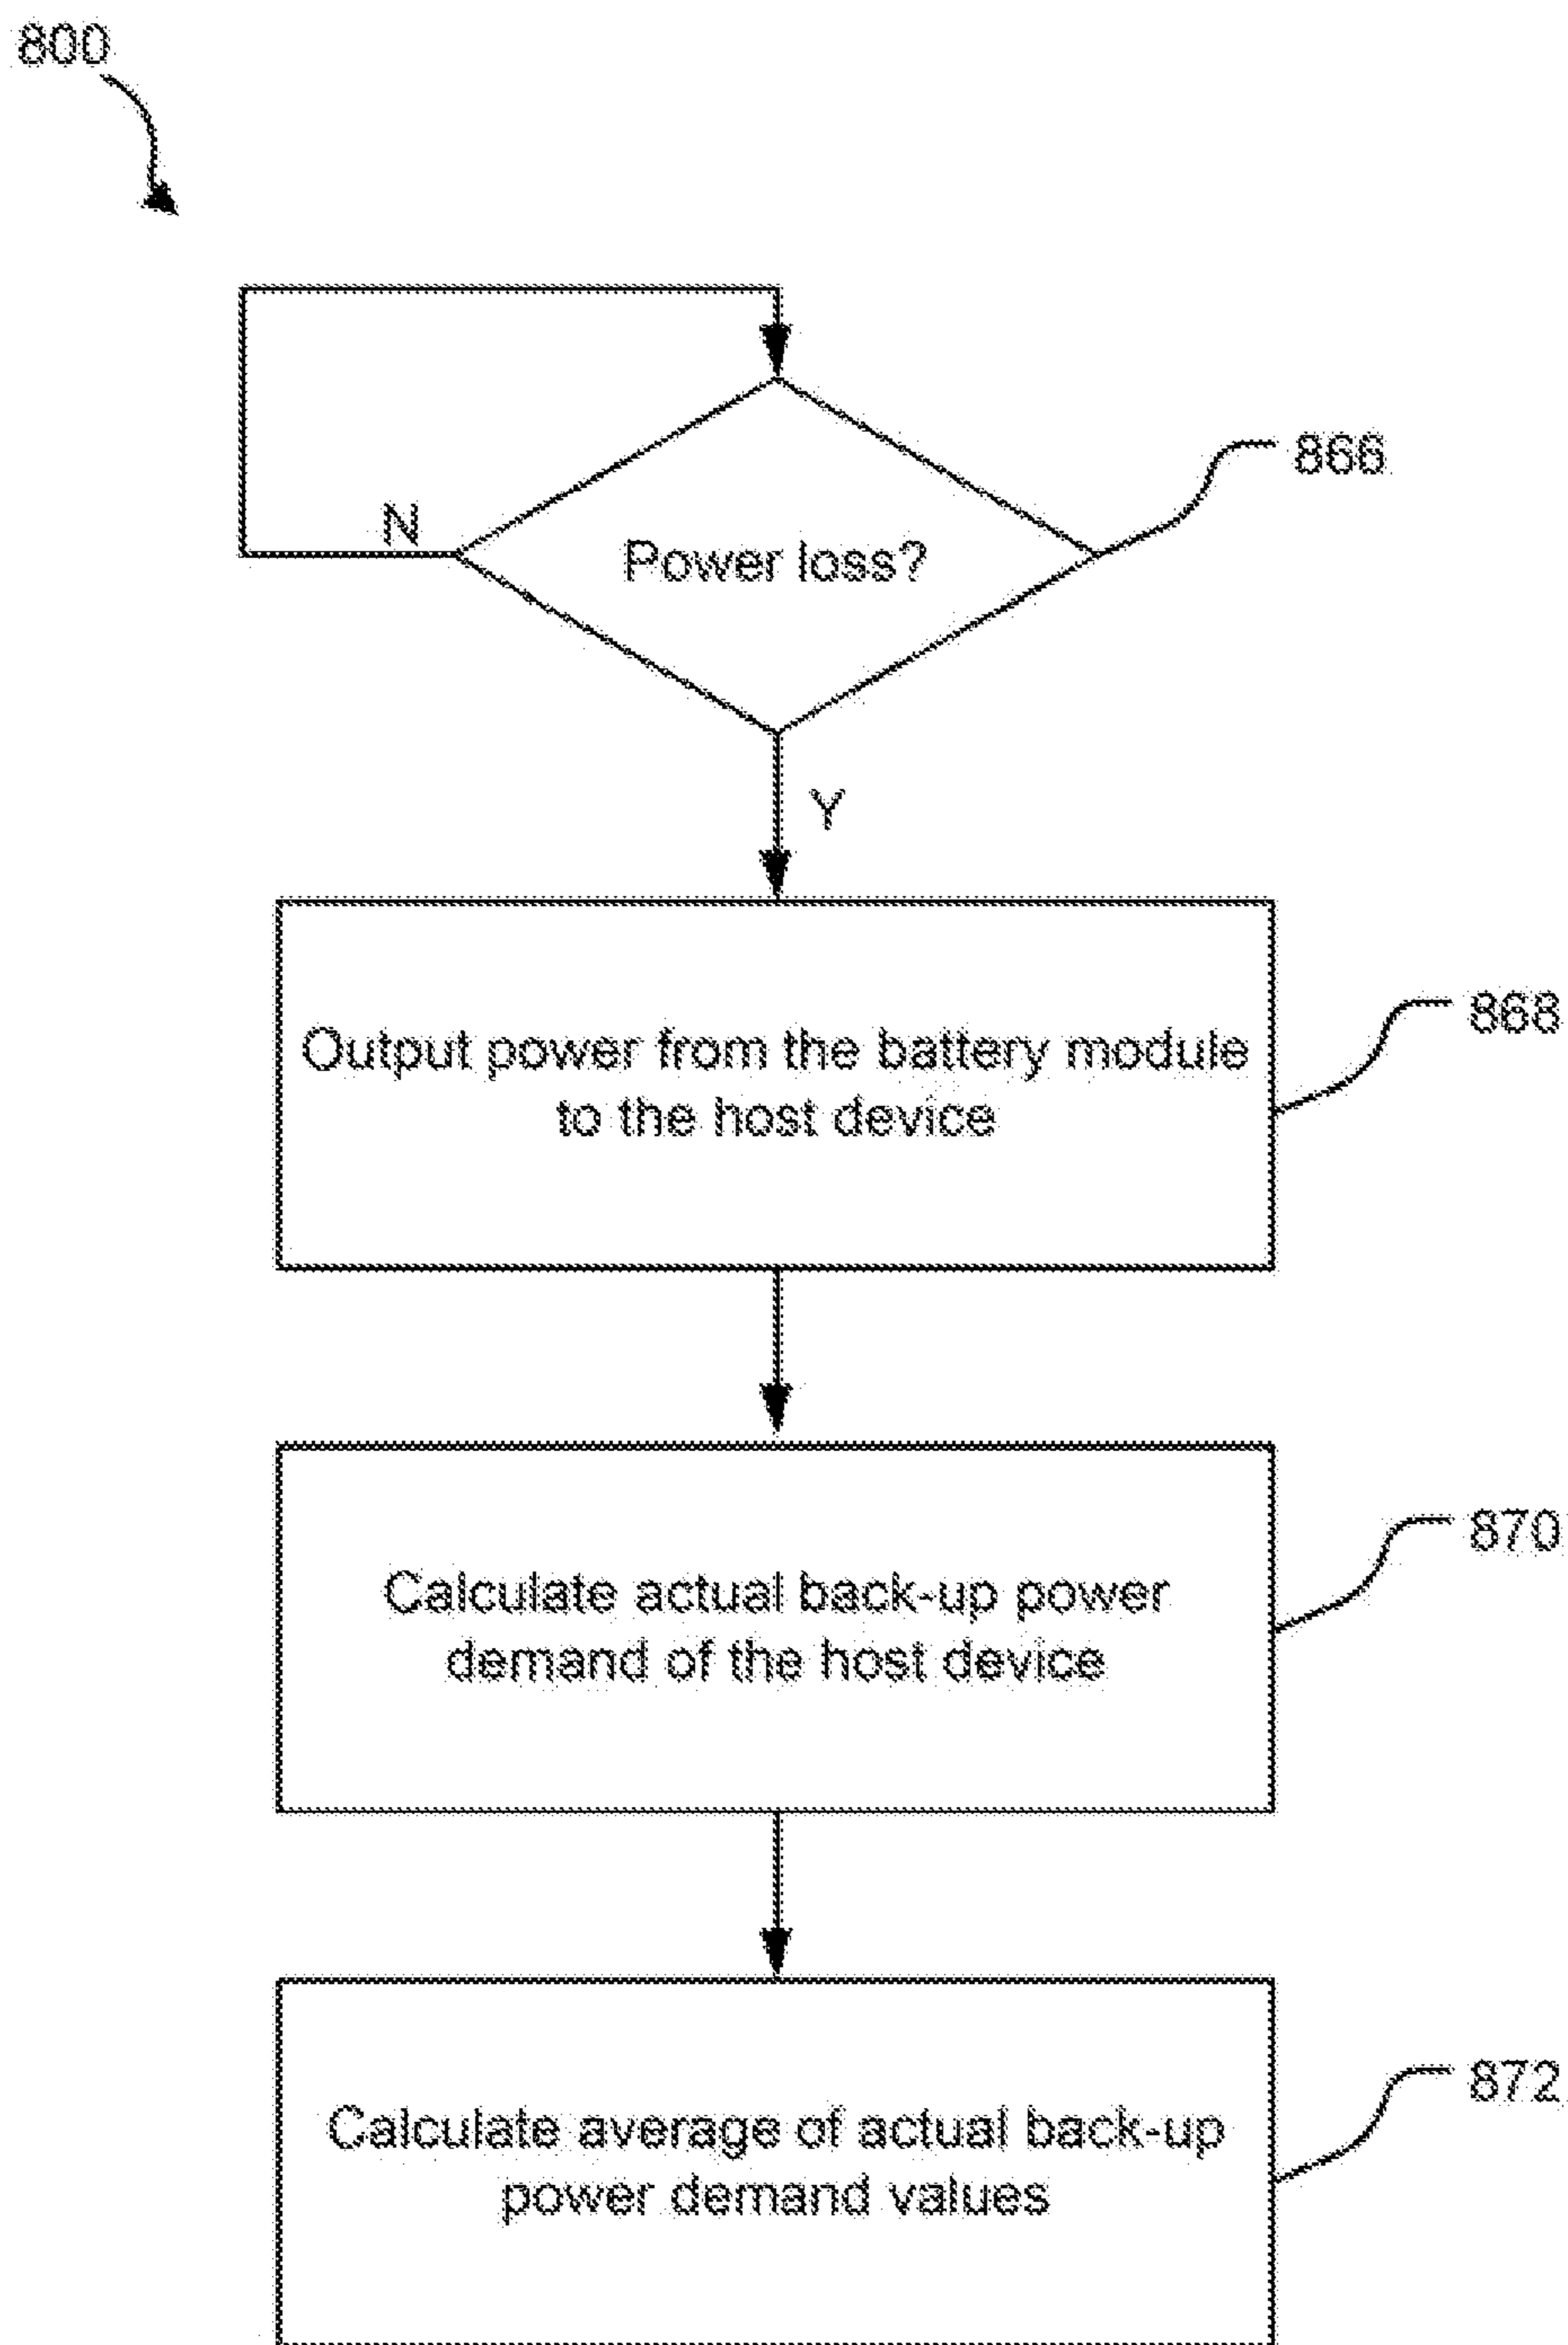 800
866
N
Power loss?
Y
868
Output power from the battery module
to the host device
870
Calculate actual back-up power
demand of the host device
872
Calculate average of actual back-up
power demand values